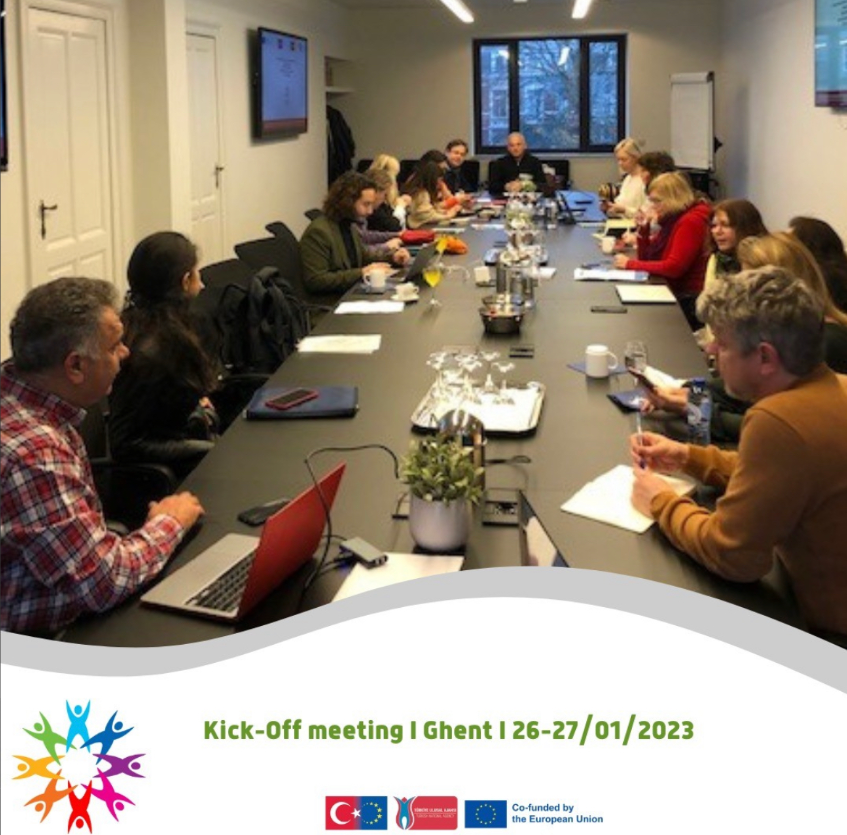 Kick-Off meeting I Ghent I 26-27/01/2023
Co-funded by
the European Union